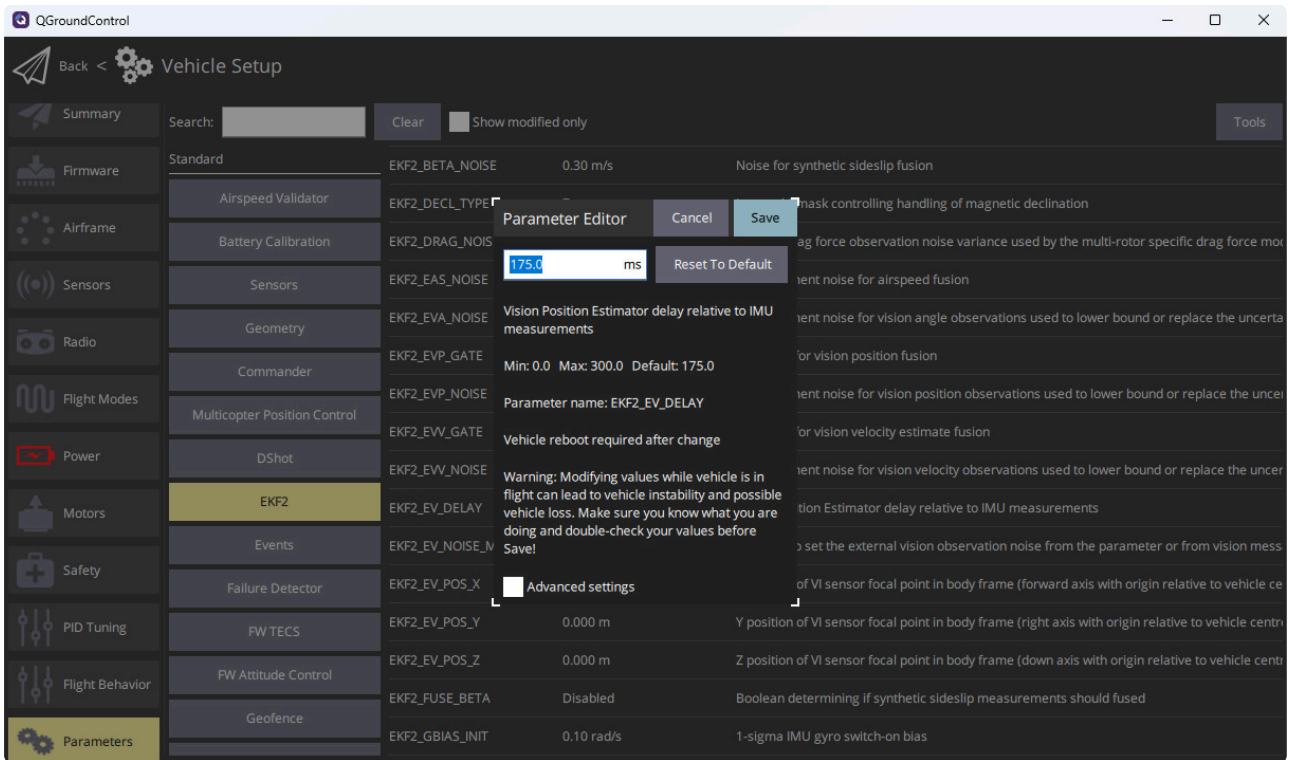 QGroundControl
Back < Vehicle Setup
Summary
Firmware
Airframe
Sensors
Radio
Flight Modes
Power
Motors
Safety
PID Tuning
Flight Behavior
Parameters
Search:
Clear
Show modified only
Tools
Standard
Airspeed Validator
Battery Calibration
Sensors
Geometry
Commander
Multicopter Position Control
DShot
EKF2
Events
Failure Detector
FW TECS
FW Attitude Control
Geofence
EKF2_BETA_NOISE 0.30 m/s Noise for synthetic sideslip fusion
EKF2_DECL_TYPE mask controlling handling of magnetic declination
EKF2_DRAG_NOIS ag force observation noise variance used by the multi-rotor specific drag force mo
EKF2_EAS_NOISE ent noise for airspeed fusion
EKF2_EVA_NOISE ent noise for vision angle observations used to lower bound or replace the uncerta
EKF2_EVP_GATE for vision position fusion
EKF2_EVP_NOISE ent noise for vision position observations used to lower bound or replace the unce
EKF2_EVV_GATE for vision velocity estimate fusion
EKF2_EVV_NOISE ent noise for vision velocity observations used to lower bound or replace the uncer
EKF2_EV_DELAY tion Estimator delay relative to IMU measurements
EKF2_EV_NOISE_M o set the external vision observation noise from the parameter or from vision mess
EKF2_EV_POS_X of VI sensor focal point in body frame (forward axis with origin relative to vehicle ce
EKF2_EV_POS_Y 0.000 m Y position of VI sensor focal point in body frame (right axis with origin relative to vehicle centr
EKF2_EV_POS_Z 0.000 m Z position of VI sensor focal point in body frame (down axis with origin relative to vehicle cent
EKF2_FUSE_BETA Disabled Boolean determining if synthetic sideslip measurements should fused
EKF2_GBIAS_INIT 0.10 rad/s 1-sigma IMU gyro switch-on bias
Parameter Editor
Cancel
Save
175.0 ms
Reset To Default
Vision Position Estimator delay relative to IMU
measurements
Min: 0.0 Max: 300.0 Default: 175.0
Parameter name: EKF2_EV_DELAY
Vehicle reboot required after change
Warning: Modifying values while vehicle is in
flight can lead to vehicle instability and possible
vehicle loss. Make sure you know what you are
doing and double-check your values before
Save!
Advanced settings